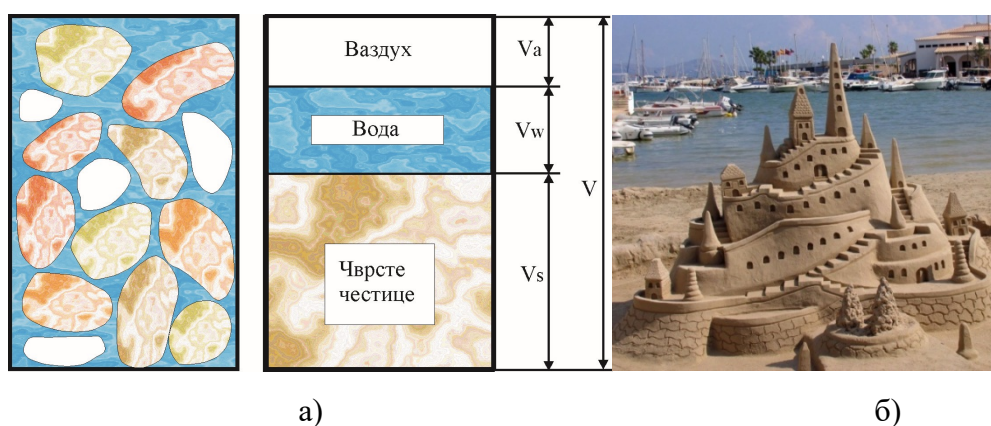 Ваздух
Va
Вода
Vw
V
Чврсте
честице
Vs
а)
б)